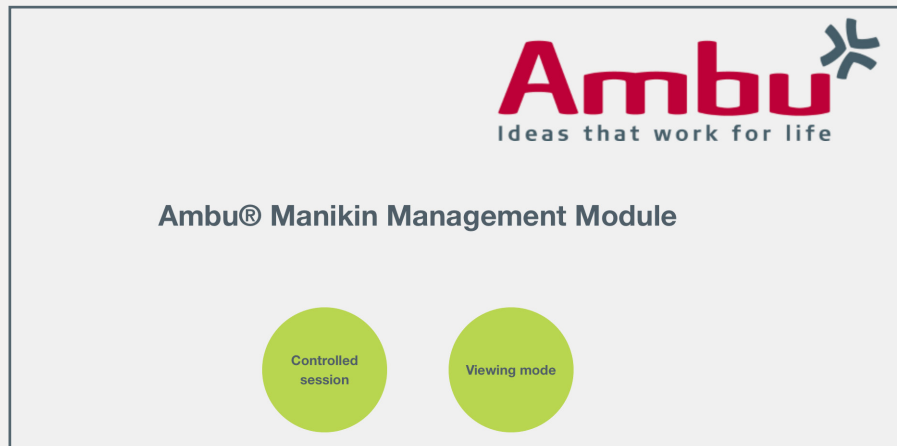 Ambu
Ideas that work for life
Ambu® Manikin Management Module
Controlled
session
Viewing mode